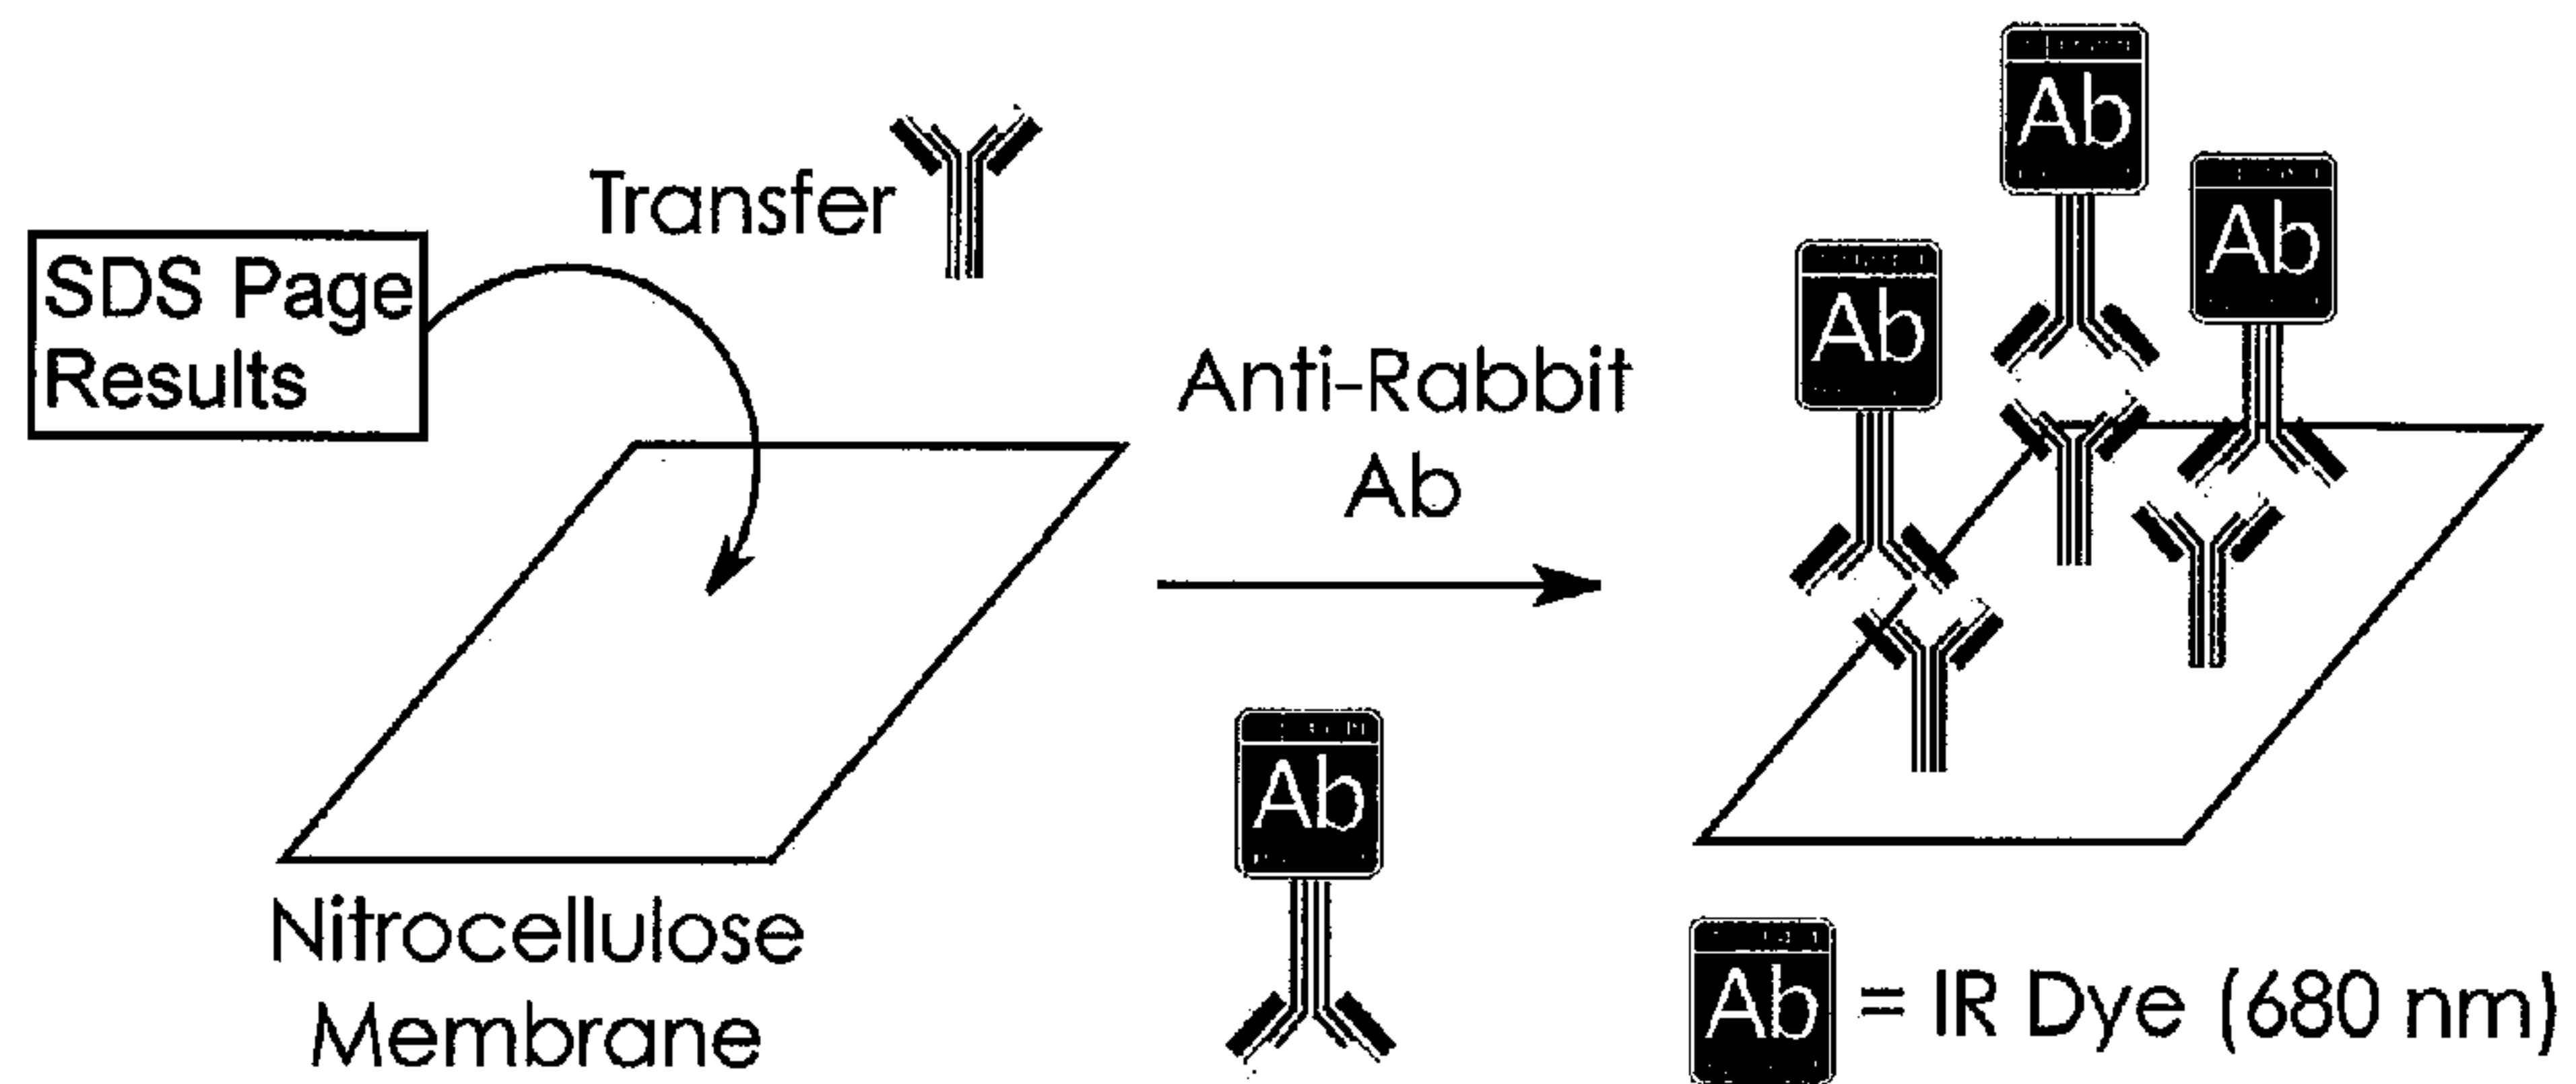 Transfer
SDS Page
Results
Anti-Rabbit
Ab
Ab
Ab
Ab
Ab
Nitrocellulose
Membrane
Ab = IR Dye (680 nm)